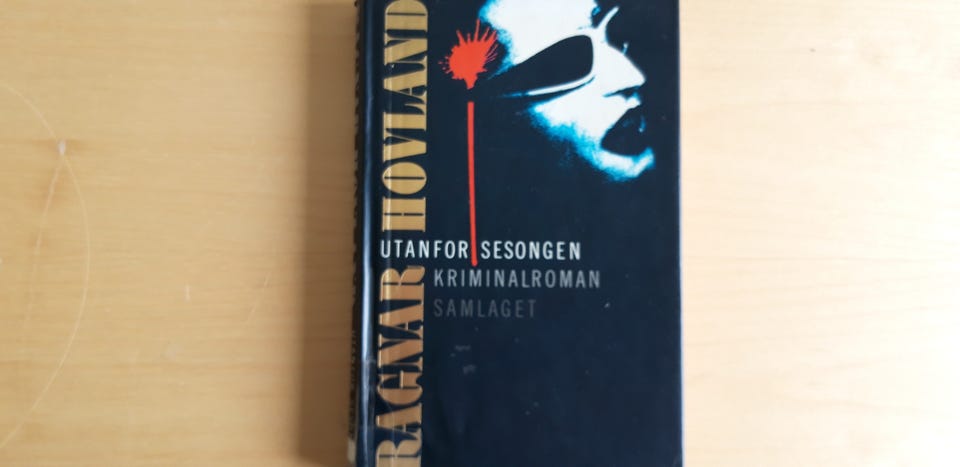 RAGNAR HOVLAND
UTANFOR SESONGEN
KRIMINALROMAN
SAMLAGET